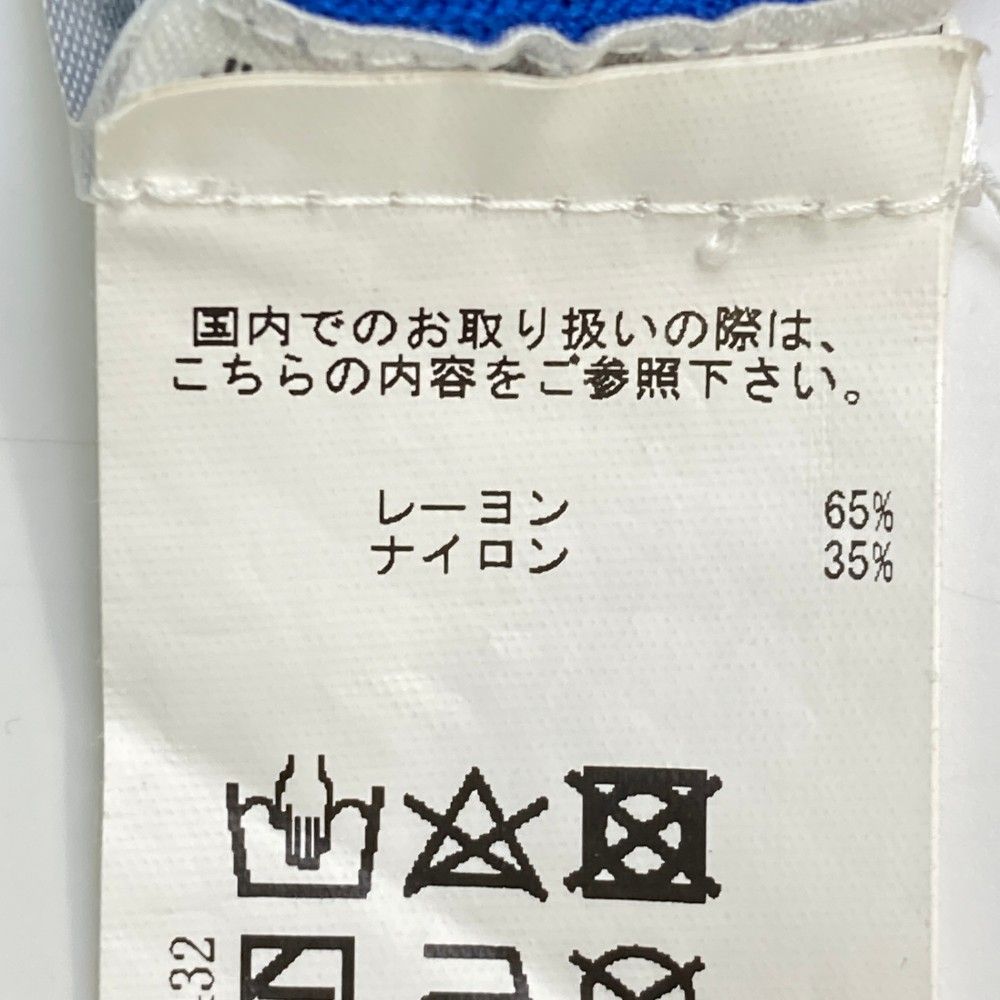 国内でのお取り扱いの際は、
こちらの内容をご参照下さい。
レーヨン 65%
ナイロン 35%